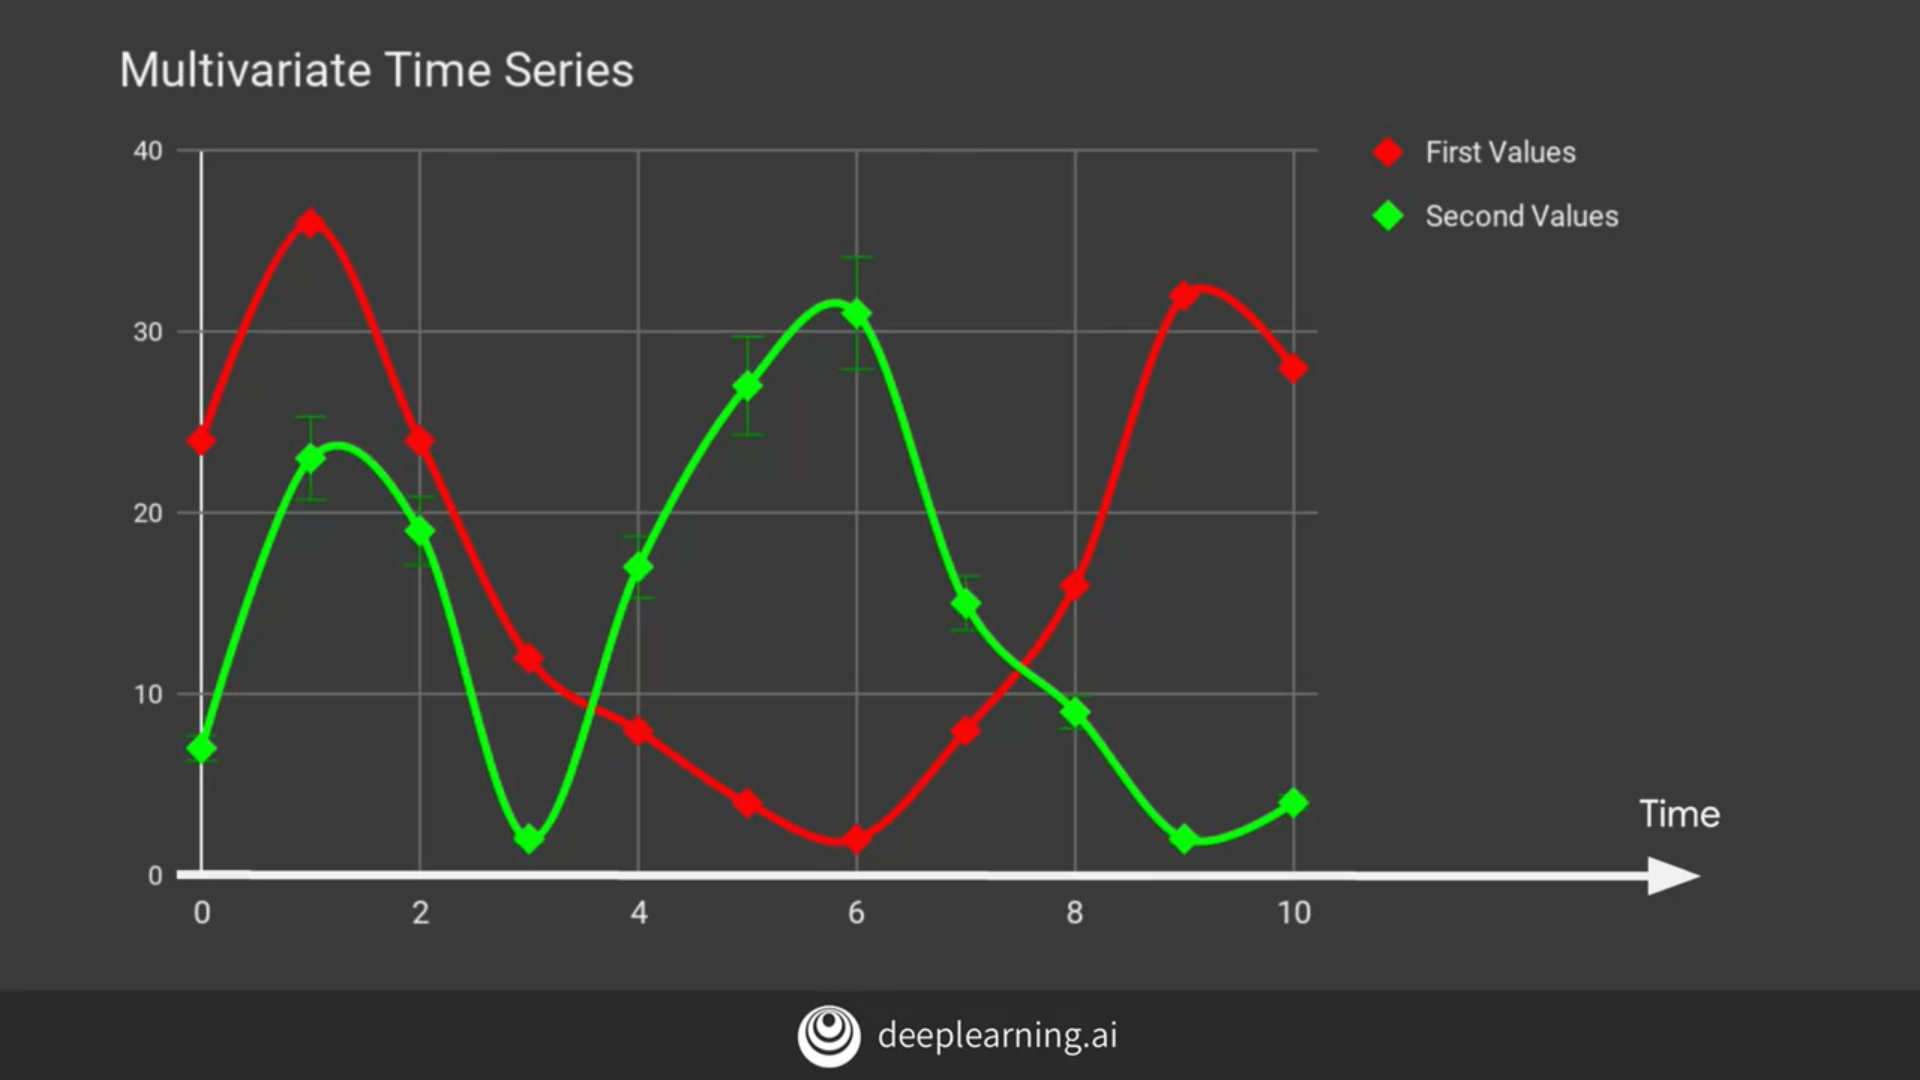 Multivariate Time Series
First Values
Second Values
40
30
20
10
0
Time
0 2 4 6 8 10
deeplearning.ai